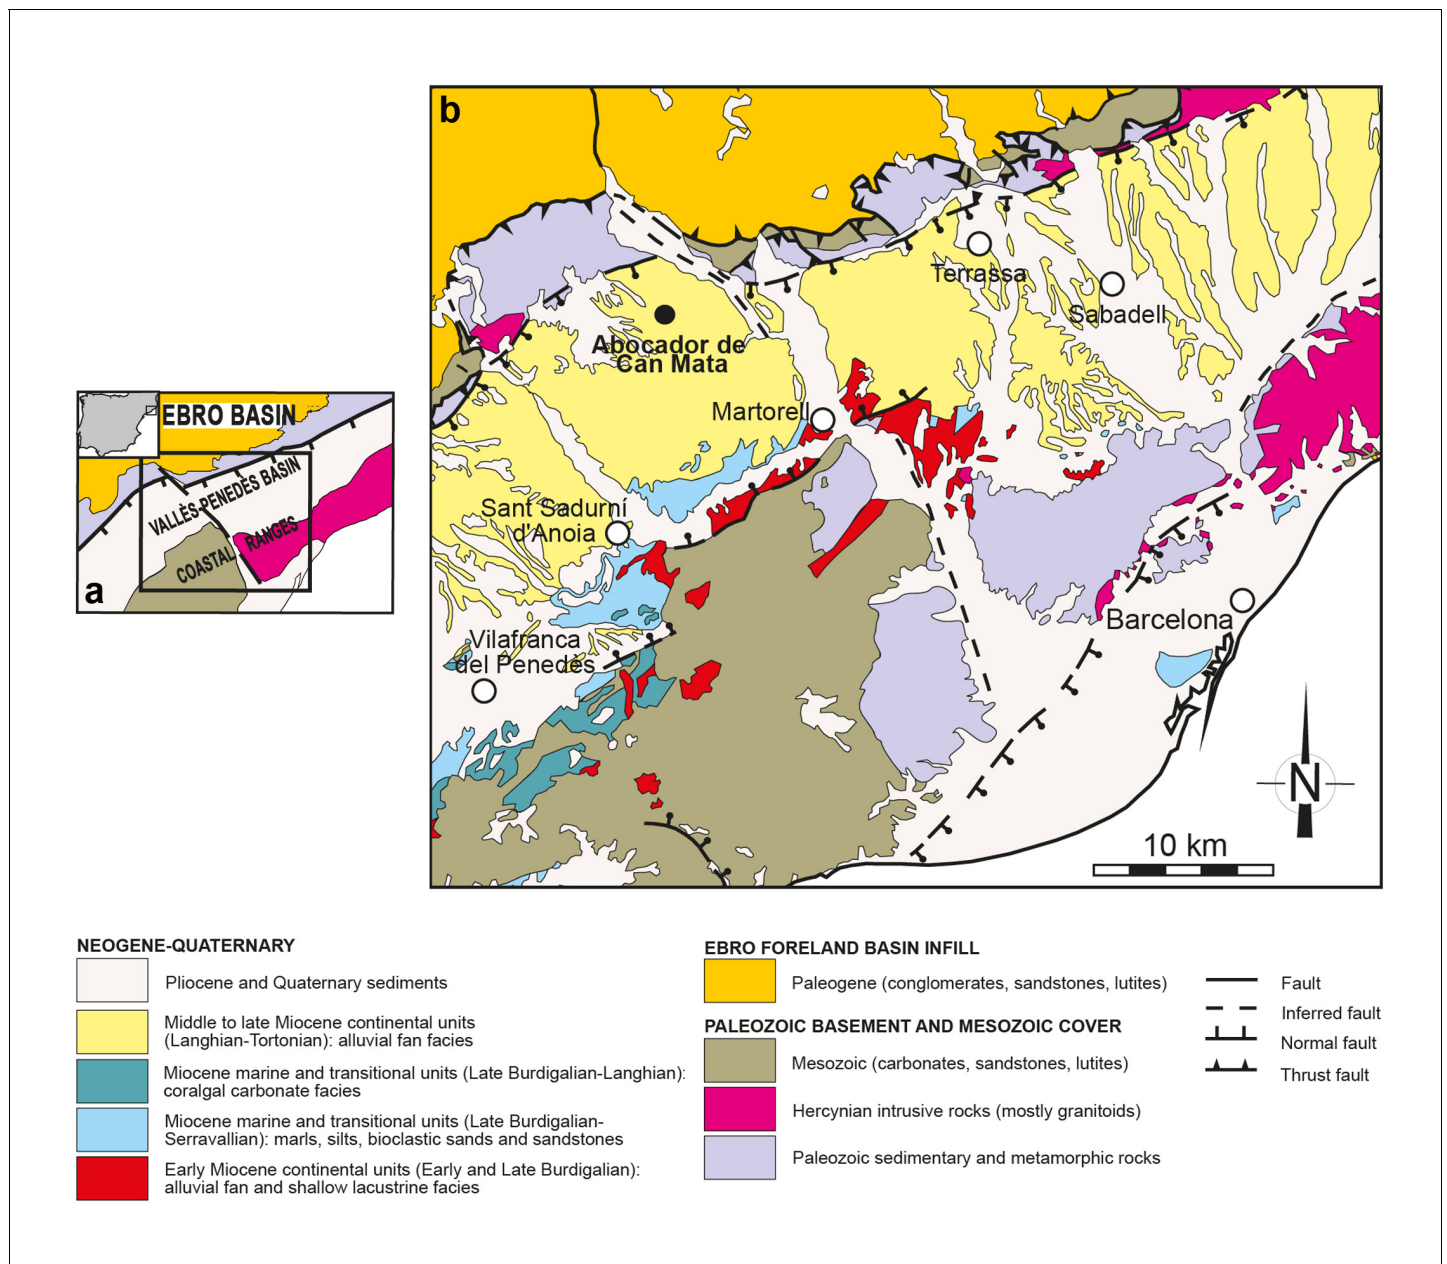 b
Terrassa
Sabadell
Abocador de
Can Mata
Martorell
Sant Sadurní
d'Anoia
Vilafranca
del Penedès
Barcelona
N
10 km
EBRO BASIN
VALLÈS-PENEDÈS BASIN
COASTAL
RANGES
a
NEOGENE-QUATERNARY
Pliocene and Quaternary sediments
Middle to late Miocene continental units
(Langhian-Tortonian): alluvial fan facies
Miocene marine and transitional units (Late Burdigalian-Langhian):
coralgal carbonate facies
Miocene marine and transitional units (Late Burdigalian-
Serravallian): marls, silts, bioclastic sands and sandstones
Early Miocene continental units (Early and Late Burdigalian):
alluvial fan and shallow lacustrine facies
EBRO FORELAND BASIN INFILL
Paleogene (conglomerates, sandstones, lutites)
PALEOZOIC BASEMENT AND MESOZOIC COVER
Mesozoic (carbonates, sandstones, lutites)
Hercynian intrusive rocks (mostly granitoids)
Paleozoic sedimentary and metamorphic rocks
Fault
Inferred fault
Normal fault
Thrust fault